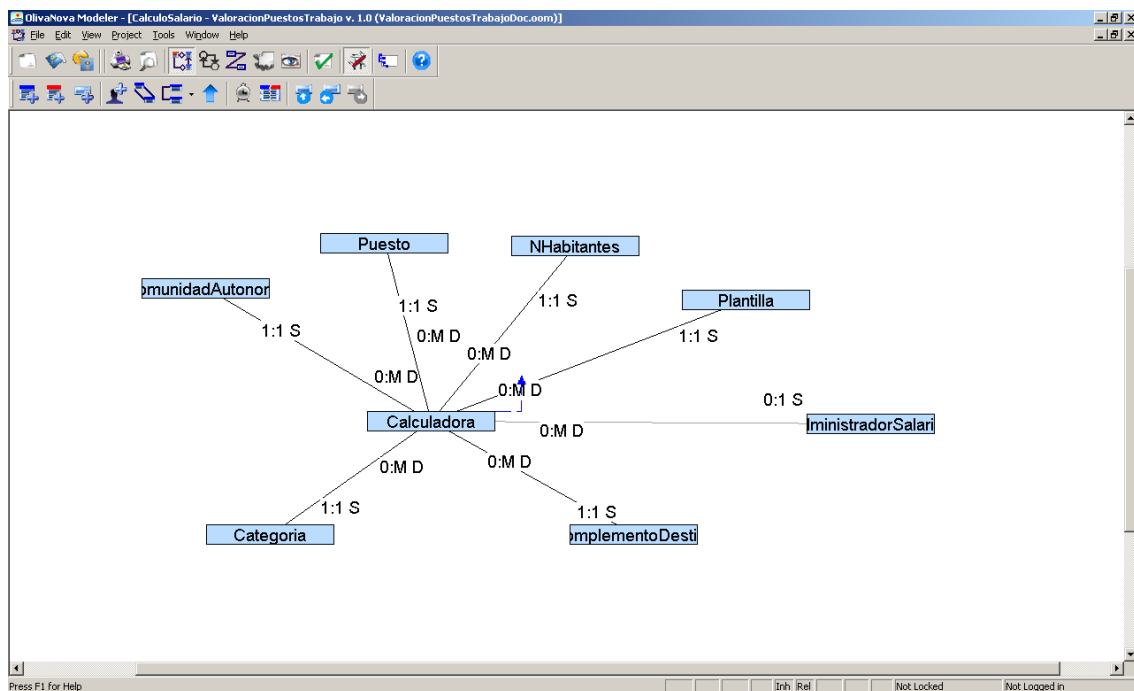 OlivaNova Modeler - [CalculoSalario - ValoracionPuestosTrabajo v. 1.0 (ValoracionPuestosTrabajoDoc.oom)]
File Edit View Project Tools Window Help
Puesto
NHabitantes
omunidadAutonor
Plantilla
1:1 S
1:1 S
1:1 S
1:1 S
0:M D
0:M D
0:M D
0:M D
0:1 S
Calculadora
0:M D
ministradorSalari
0:M D
0:M D
1:1 S
1:1 S
Categoria
omplementoDesti
Press F1 for Help
Inh Rel
Not Locked
Not Logged in